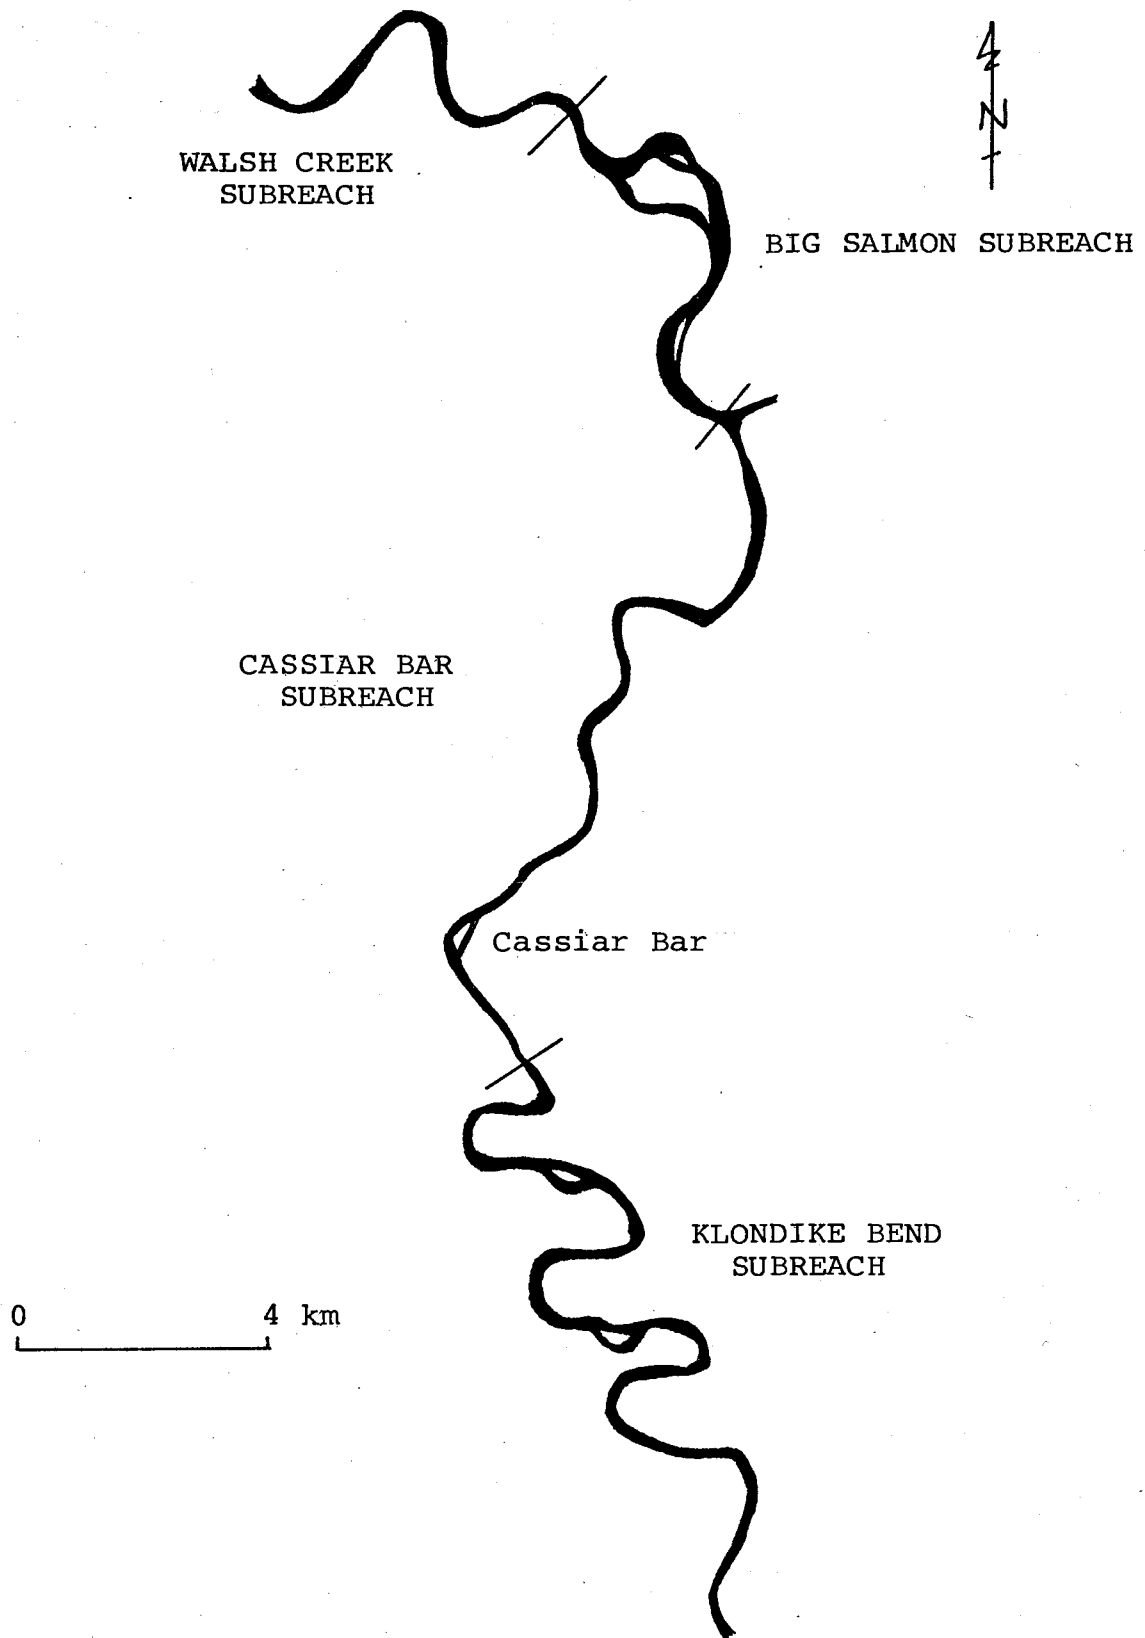 N
WALSH CREEK
SUBREACH
BIG SALMON SUBREACH
CASSIAR BAR
SUBREACH
Cassiar Bar
KLONDIKE BEND
SUBREACH
0 4 km